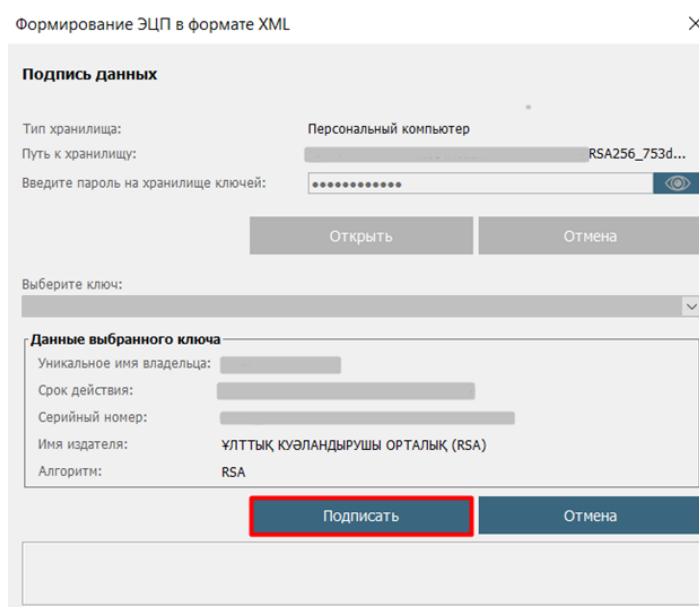 Формирование ЭЦП в формате XML
Подпись данных
Тип хранилища: Персональный компьютер
Путь к хранилищу: RSA256_753d...
Введите пароль на хранилище ключей: ••••••••••••
Открыть Отмена
Выберите ключ:
Данные выбранного ключа
Уникальное имя владельца:
Срок действия:
Серийный номер:
Имя издателя: ҰЛТТЫҚ КУӘЛАНДЫРУШЫ ОРТАЛЫҚ (RSA)
Алгоритм: RSA
Подписать Отмена